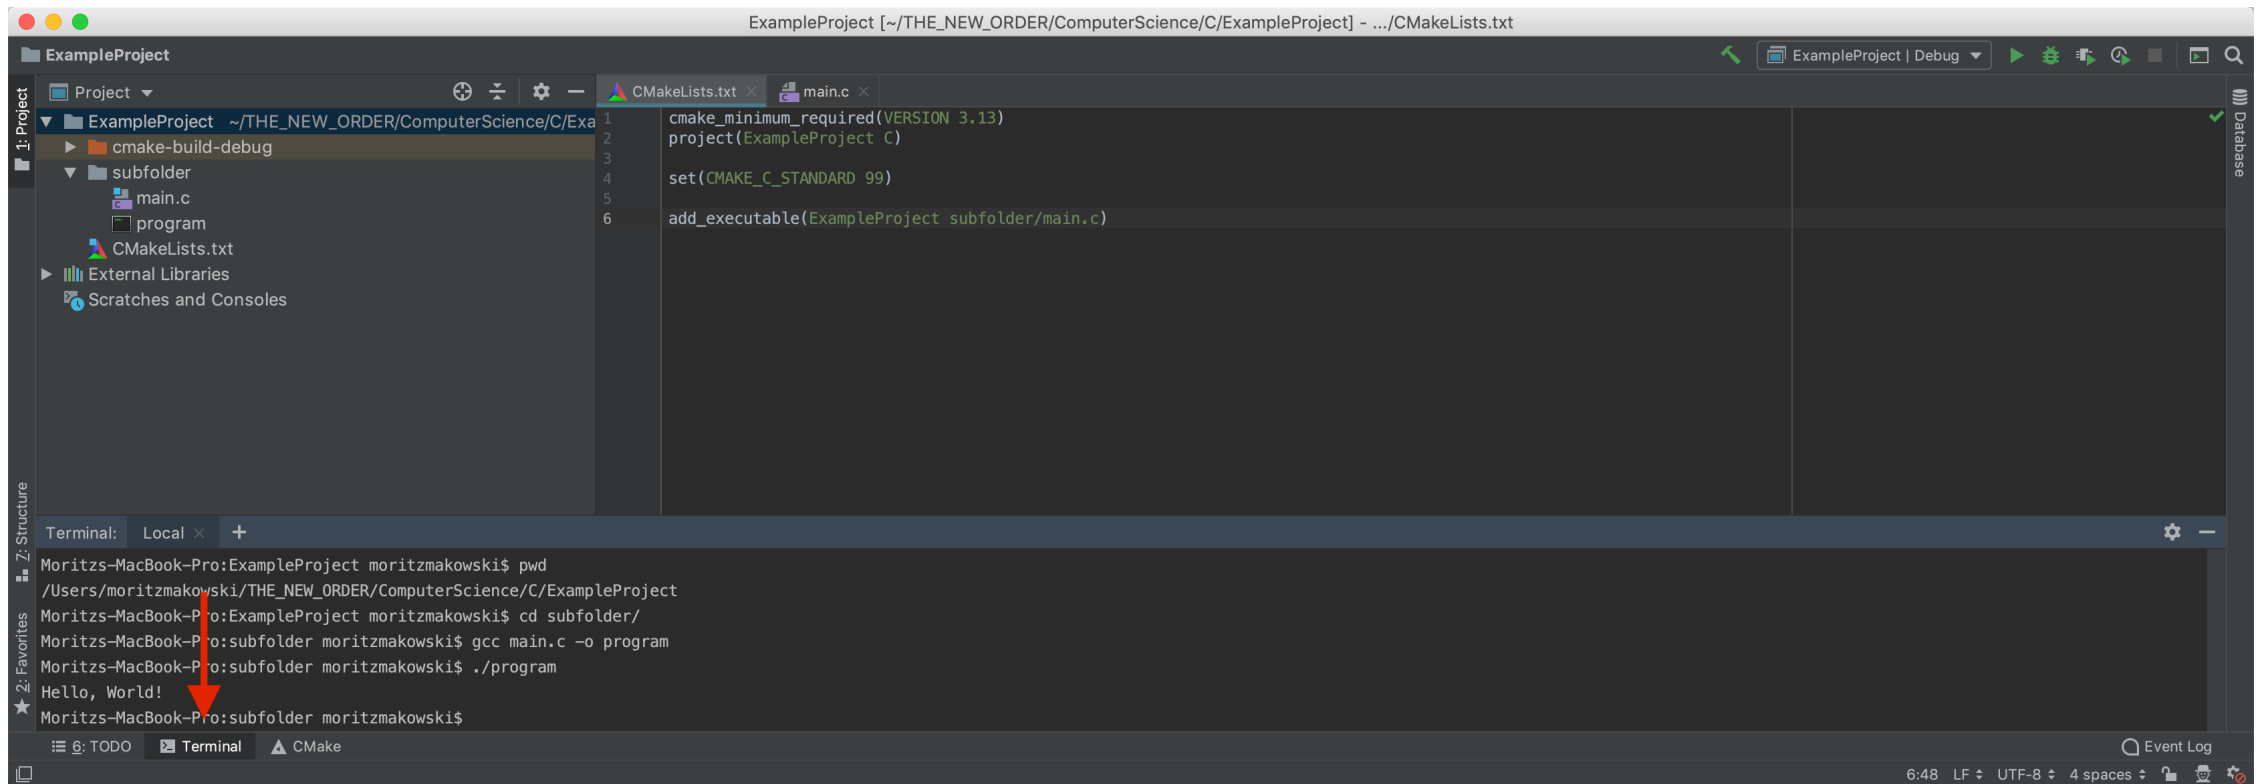 ExampleProject [~/THE_NEW_ORDER/ComputerScience/C/ExampleProject] - .../CMakeLists.txt
ExampleProject
ExampleProject | Debug
1: Project
Project
CMakeLists.txt
main.c
ExampleProject ~/THE_NEW_ORDER/ComputerScience/C/Exa
cmake-build-debug
subfolder
main.c
program
CMakeLists.txt
External Libraries
Scratches and Consoles
1 cmake_minimum_required(VERSION 3.13)
2 project(ExampleProject C)
3
4 set(CMAKE_C_STANDARD 99)
5
6 add_executable(ExampleProject subfolder/main.c)
Database
Z: Structure
2: Favorites
Terminal: Local
Moritzs-MacBook-Pro:ExampleProject moritzmakowski$ pwd
/Users/moritzmakowski/THE_NEW_ORDER/ComputerScience/C/ExampleProject
Moritzs-MacBook-Pro:ExampleProject moritzmakowski$ cd subfolder/
Moritzs-MacBook-Pro:subfolder moritzmakowski$ gcc main.c -o program
Moritzs-MacBook-Pro:subfolder moritzmakowski$ ./program
Hello, World!
Moritzs-MacBook-Pro:subfolder moritzmakowski$
6: TODO
Terminal
CMake
Event Log
6:48 LF UTF-8 4 spaces